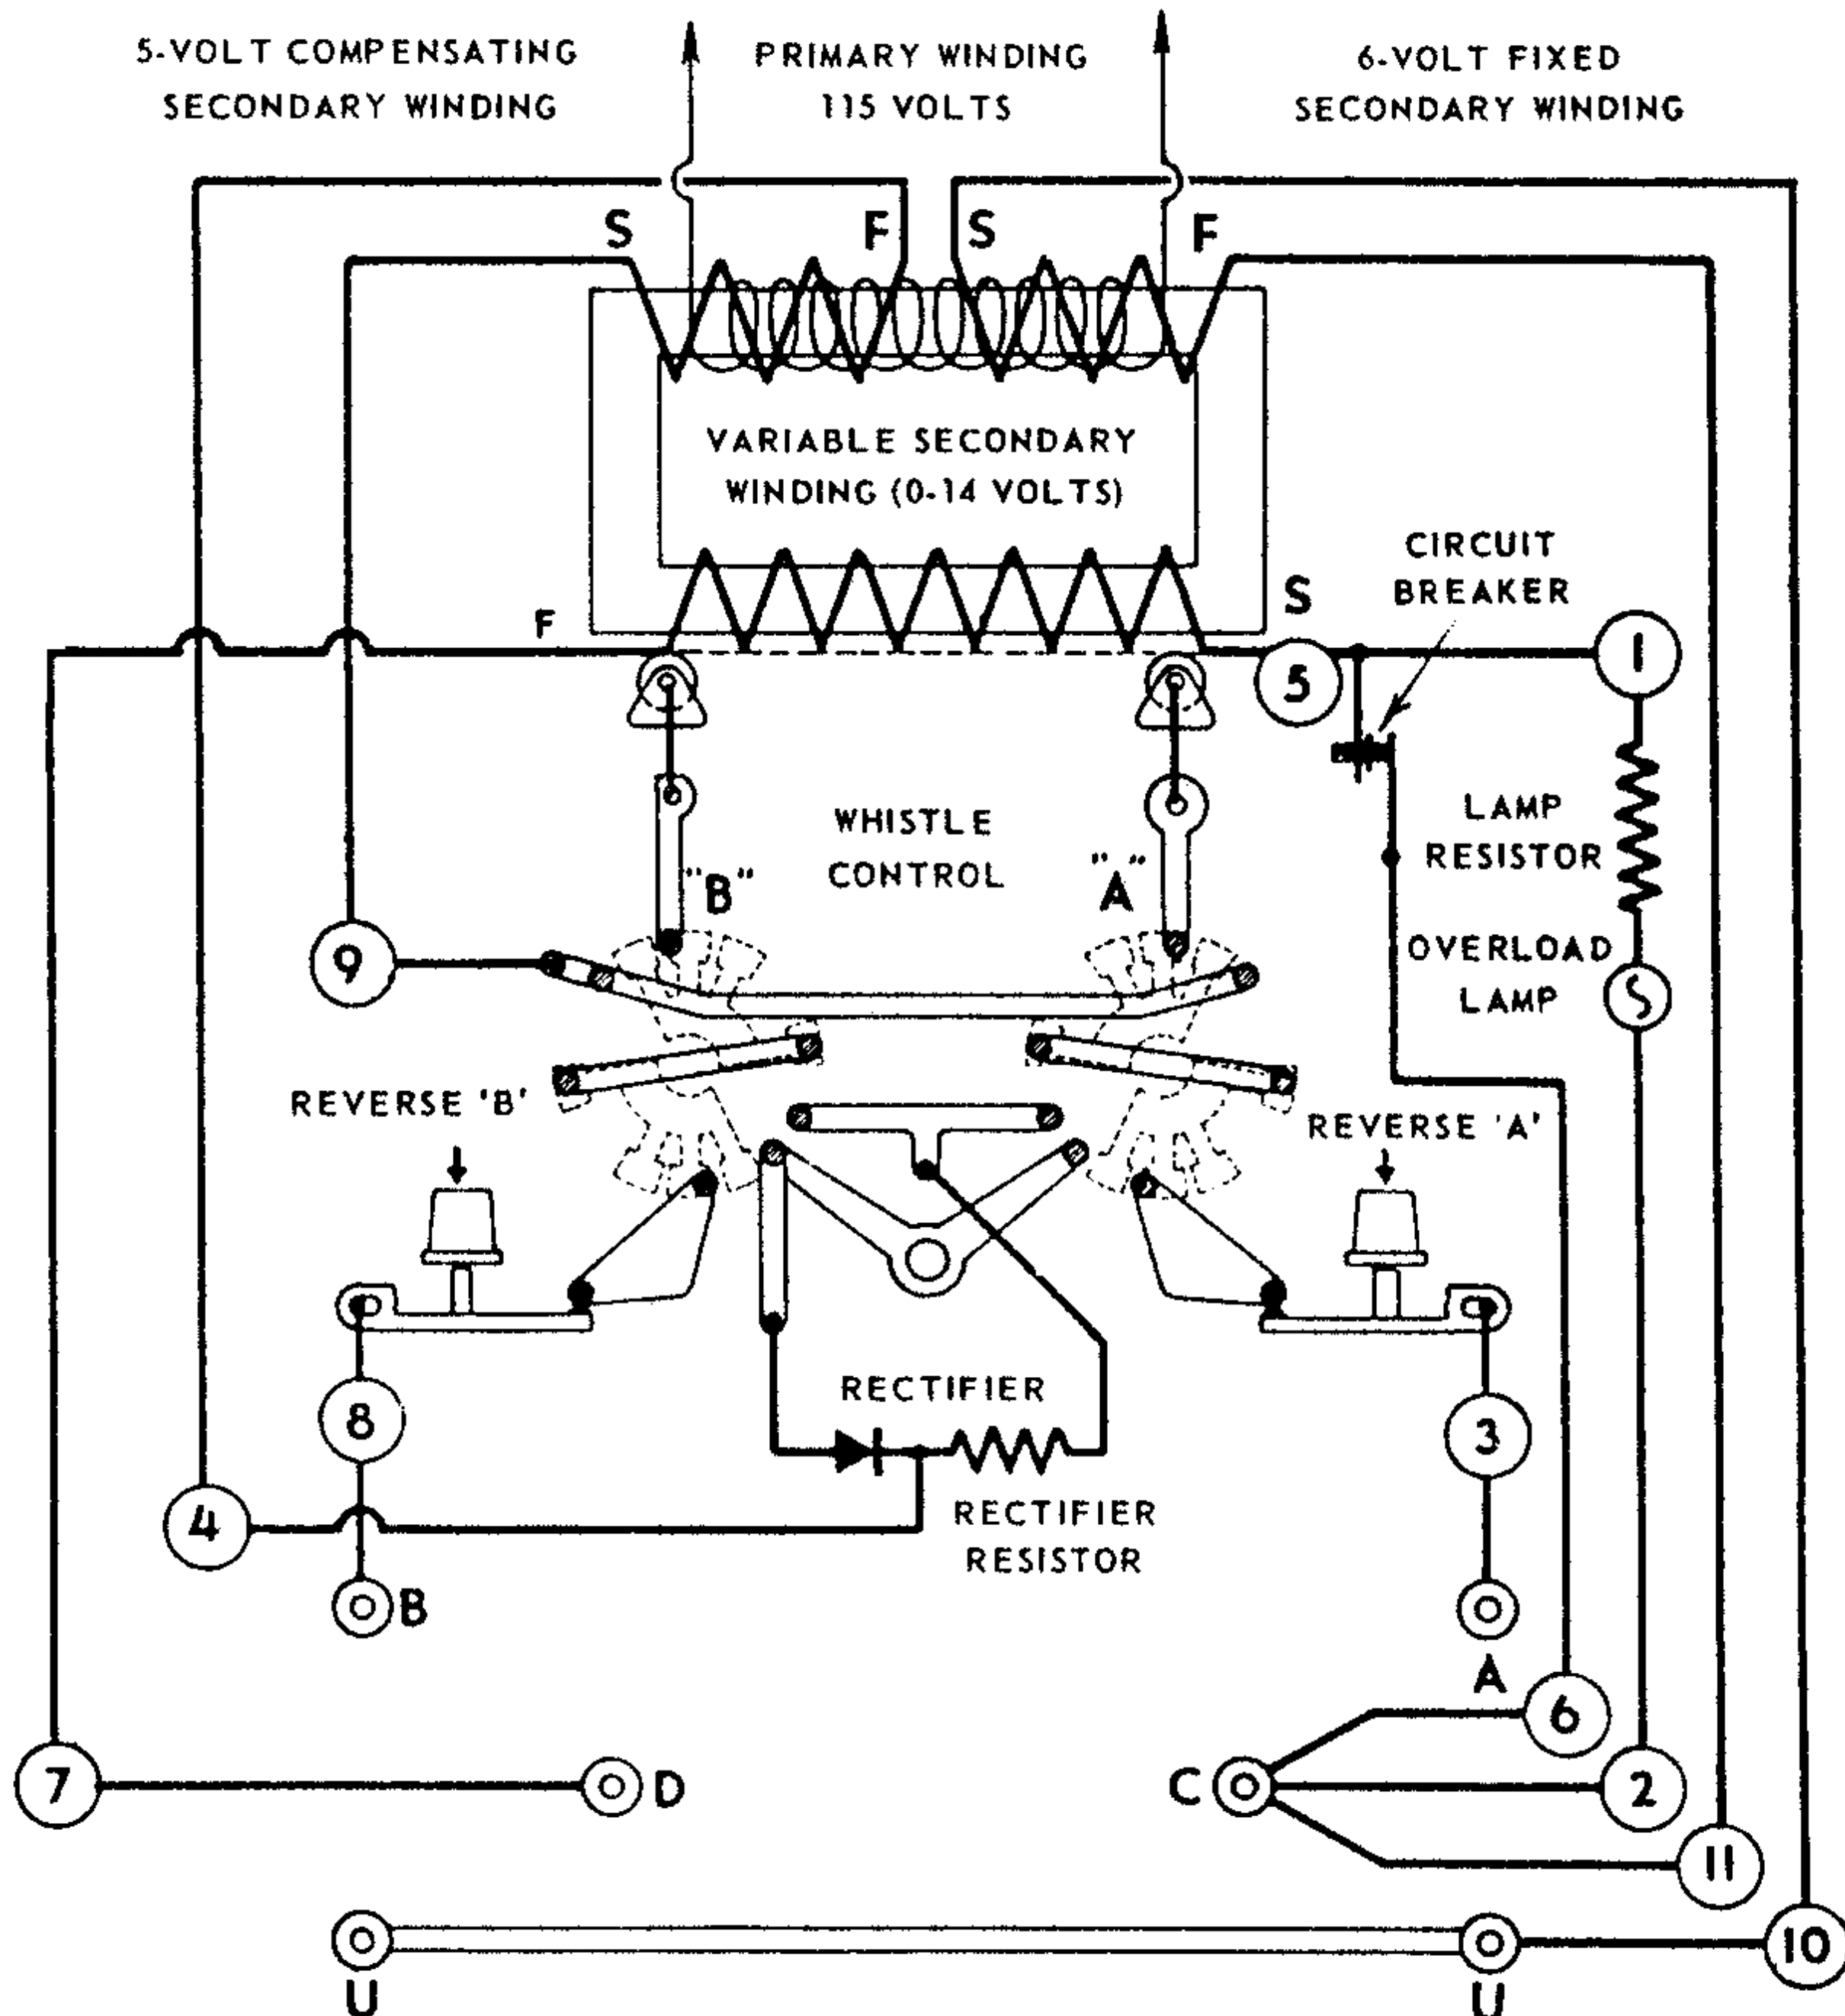 5-VOLT COMPENSATING
SECONDARY WINDING
PRIMARY WINDING
115 VOLTS
6-VOLT FIXED
SECONDARY WINDING
S
F
S
F
VARIABLE SECONDARY
WINDING (0-14 VOLTS)
CIRCUIT
BREAKER
F
S
5
1
WHISTLE
CONTROL
"B"
"A"
LAMP
RESISTOR
OVERLOAD
LAMP
9
REVERSE 'B'
REVERSE 'A'
RECTIFIER
8
3
4
RECTIFIER
RESISTOR
B
A
6
7
D
C
2
11
10
U
U